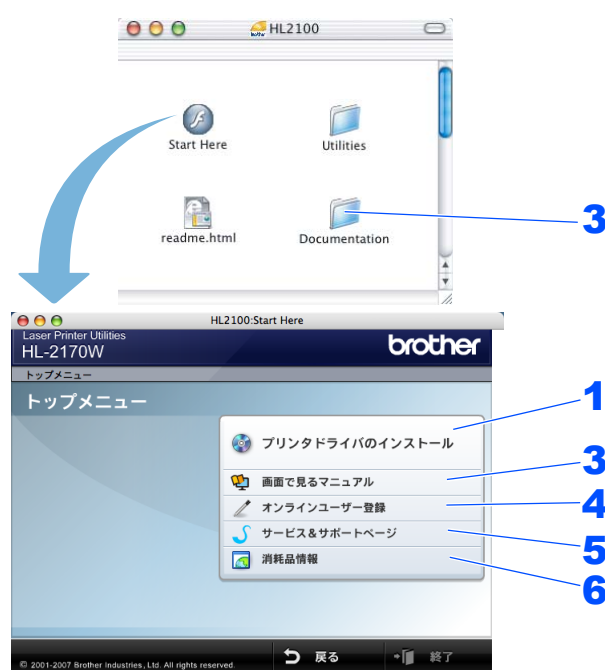 brother HL2100
Start Here
Utilities
readme.html
Documentation
3
HL2100:Start Here
Laser Printer Utilities
HL-2170W
brother
トップメニュー
トップメニュー
1
プリンタドライバのインストール
3
画面で見るマニュアル
4
オンラインユーザー登録
5
サービス&サポートページ
6
消耗品情報
© 2001-2007 Brother Industries, Ltd. All rights reserved.
戻る
終了